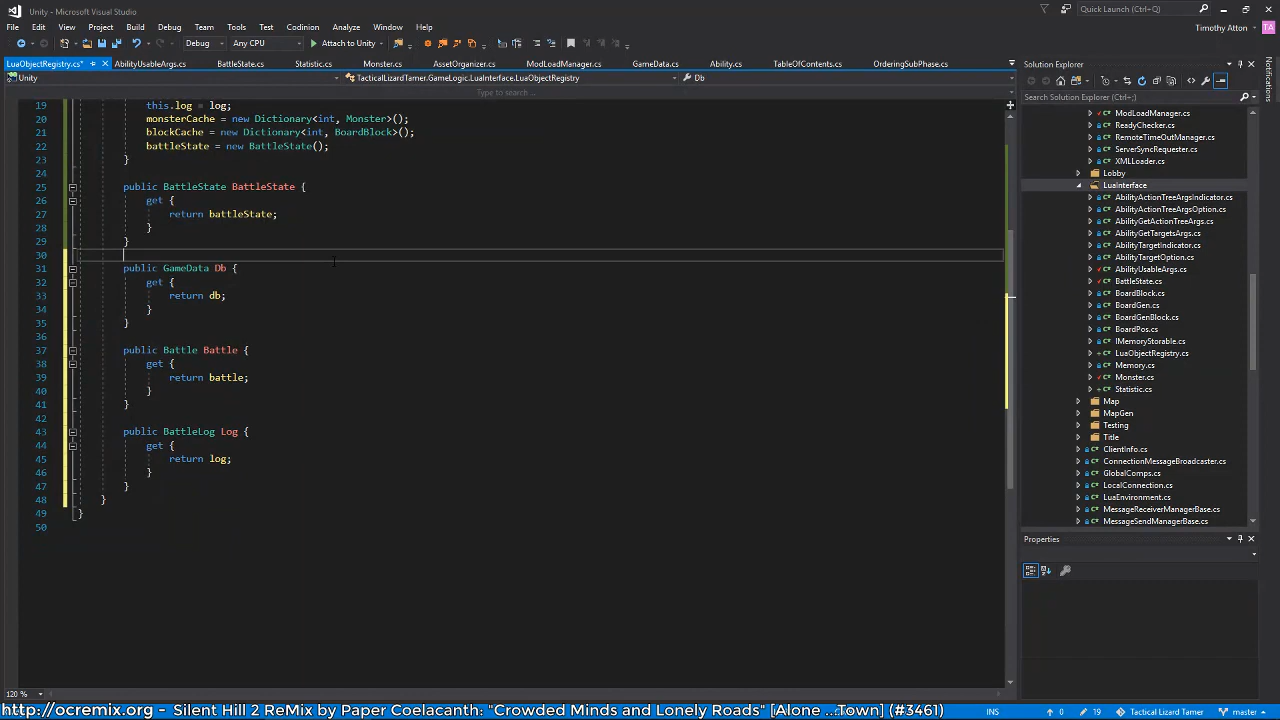 Unity - Microsoft Visual Studio
Quick Launch (Ctrl+Q)
File Edit View Project Build Debug Team Tools Test Codinion Analyze Window Help
Timothy Atton TA
Debug Any CPU Attach to Unity
LuaObjectRegistry.cs* AbilityUsableArgs.cs BattleState.cs Statistic.cs Monster.cs AssetOrganizer.cs ModLoadManager.cs GameData.cs Ability.cs TableOfContents.cs OrderingSubPhase.cs
Unity TacticalLizardTamer.GameLogic.LuaInterface.LuaObjectRegistry Db
Type to search ...
19 this.log = log;
20 monsterCache = new Dictionary<int, Monster>();
21 blockCache = new Dictionary<int, BoardBlock>();
22 battleState = new BattleState();
23 }
24
25 public BattleState BattleState {
26 get {
27 return battleState;
28 }
29 }
30
31 public GameData Db {
32 get {
33 return db;
34 }
35 }
36
37 public Battle Battle {
38 get {
39 return battle;
40 }
41 }
42
43 public BattleLog Log {
44 get {
45 return log;
46 }
47 }
48 }
49 }
50
120 %
Solution Explorer
Search Solution Explorer (Ctrl+;)
ModLoadManager.cs
ReadyChecker.cs
RemoteTimeOutManager.cs
ServerSyncRequester.cs
XMLLoader.cs
Lobby
LuaInterface
AbilityActionTreeArgsIndicator.cs
AbilityActionTreeArgsOption.cs
AbilityGetActionTreeArgs.cs
AbilityGetTargetArgs.cs
AbilityTargetIndicator.cs
AbilityTargetOption.cs
AbilityUsableArgs.cs
BattleState.cs
BoardBlock.cs
BoardGen.cs
BoardGenBlock.cs
BoardPos.cs
IMemoryStorable.cs
LuaObjectRegistry.cs
Memory.cs
Monster.cs
Statistic.cs
Map
MapGen
Testing
Title
ClientInfo.cs
ConnectionMessageBroadcaster.cs
GlobalComps.cs
LocalConnection.cs
LuaEnvironment.cs
MessageReceiverManagerBase.cs
MessageSendManagerBase.cs
Properties
Notifications
http://ocremix.org - Silent Hill 2 ReMix by Paper Coelacanth: "Crowded Minds and Lonely Roads" [Alone ...Town] (#3461)
INS 0 19 Tactical Lizard Tamer master